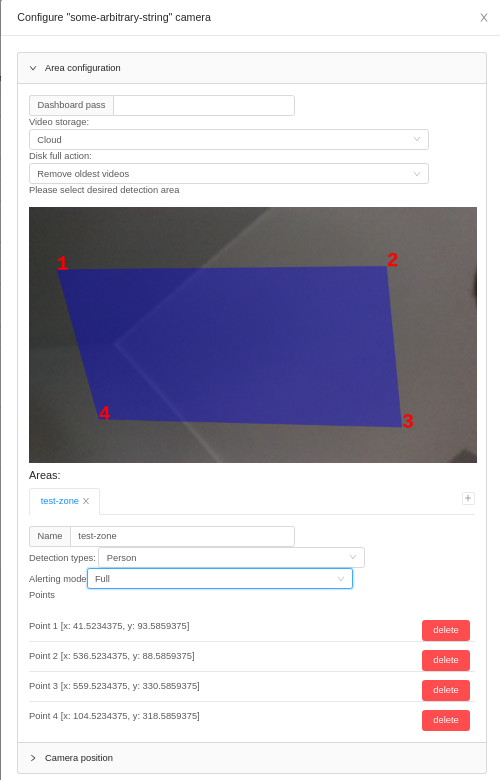 Configure "some-arbitrary-string" camera X
Area configuration
Dashboard pass
Video storage:
Cloud
Disk full action:
Remove oldest videos
Please select desired detection area
1 2
4 3
Areas:
test-zone X +
Name test-zone
Detection types: Person
Alerting mode Full
Points
Point 1 [x: 41.5234375, y: 93.5859375] delete
Point 2 [x: 536.5234375, y: 88.5859375] delete
Point 3 [x: 559.5234375, y: 330.5859375] delete
Point 4 [x: 104.5234375, y: 318.5859375] delete
Camera position